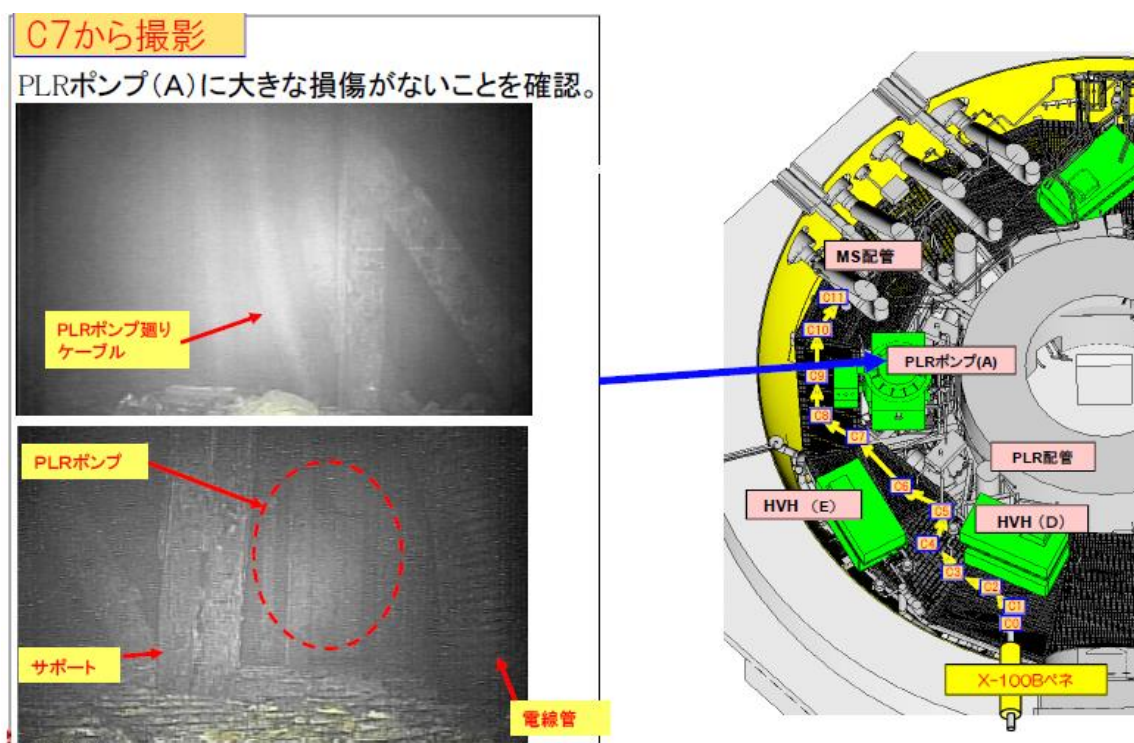 C7から撮影
PLRポンプ(A)に大きな損傷がないことを確認。
PLRポンプ廻り
ケーブル
PLRポンプ
サポート
電線管
MS配管
C11
C10
PLRポンプ(A)
C9
C8
C7
PLR配管
C6
HVH (E)
C5
HVH (D)
C4
C3
C2
C1
C0
X-100Bペネ